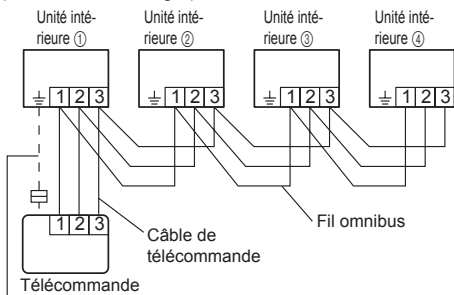 Unité inté-
rieure ①
Unité inté-
rieure ②
Unité inté-
rieure ③
Unité inté-
rieure ④
1 2 3
1 2 3
1 2 3
1 2 3
1 2 3
Câble de
télécommande
Fil omnibus
Télécommande